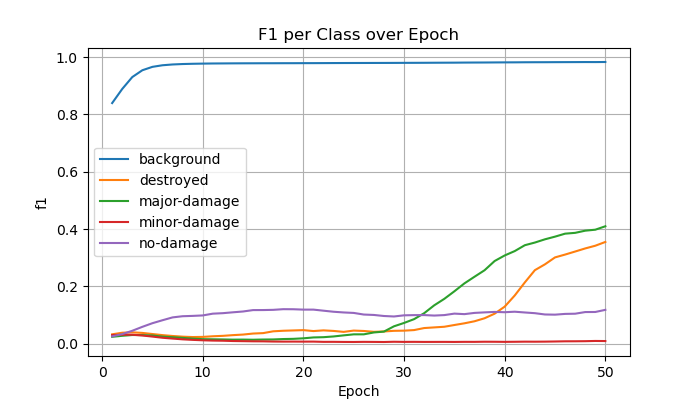 F1 per Class over Epoch
1.0
0.8
0.6
0.4
0.2
0.0
f1
background
destroyed
major-damage
minor-damage
no-damage
0 10 20 30 40 50
Epoch